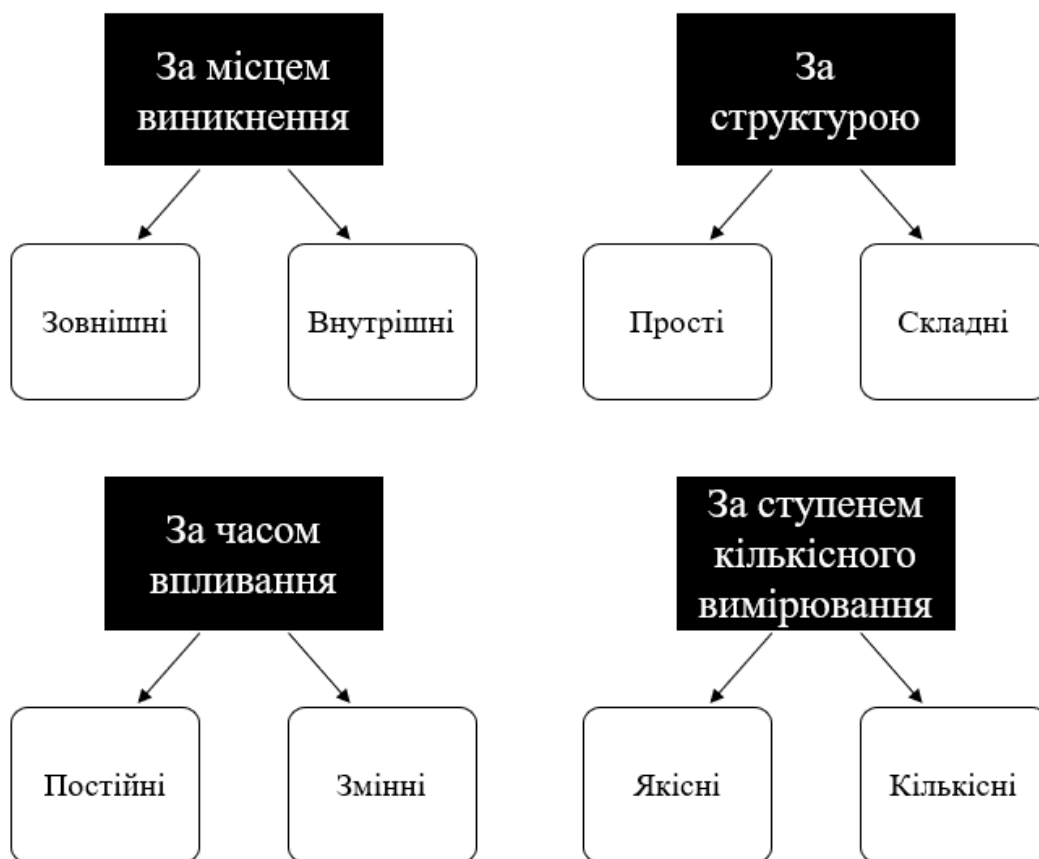 За місцем
виникнення
За
структурою
Зовнішні
Внутрішні
Прості
Складні
За часом
впливання
За ступенем
кількісного
вимірювання
Постійні
Змінні
Якісні
Кількісні